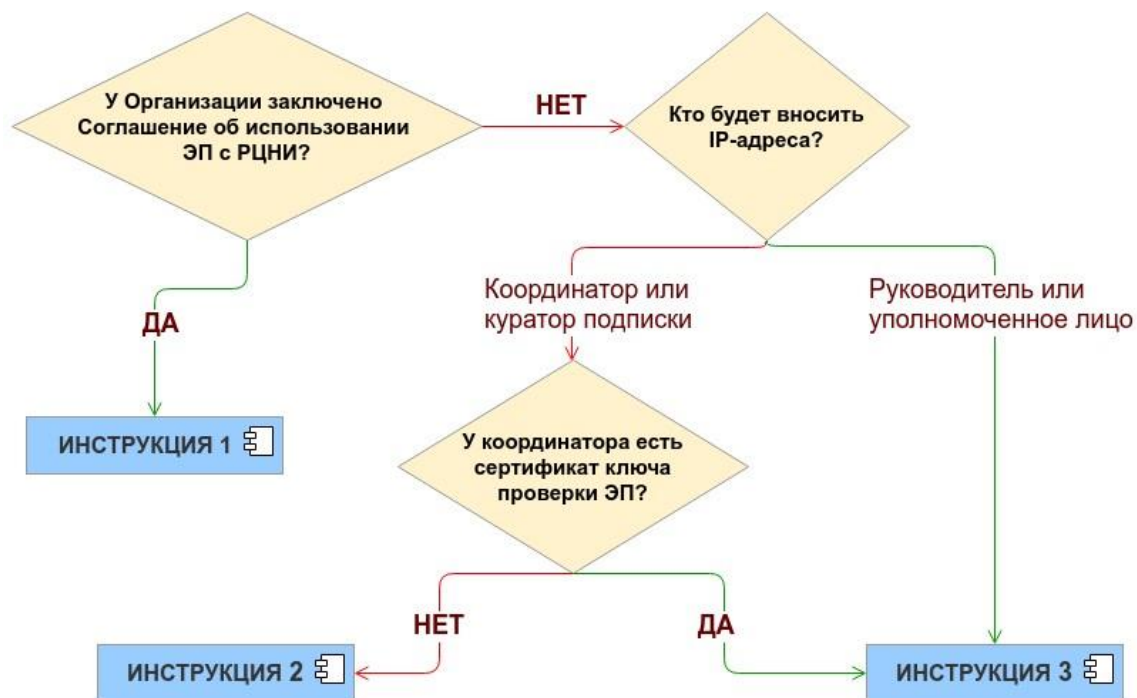 У Организации заключено
Соглашение об использовании
ЭП с РЦНИ?
НЕТ
Кто будет вносить
IP-адреса?
ДА
Координатор или
куратор подписки
Руководитель или
уполномоченное лицо
ИНСТРУКЦИЯ 1
У координатора есть
сертификат ключа
проверки ЭП?
НЕТ
ДА
ИНСТРУКЦИЯ 2
ИНСТРУКЦИЯ 3